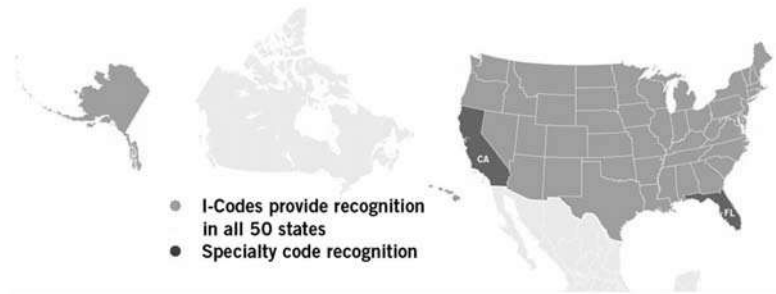 CA
FL
I-Codes provide recognition
in all 50 states
Specialty code recognition